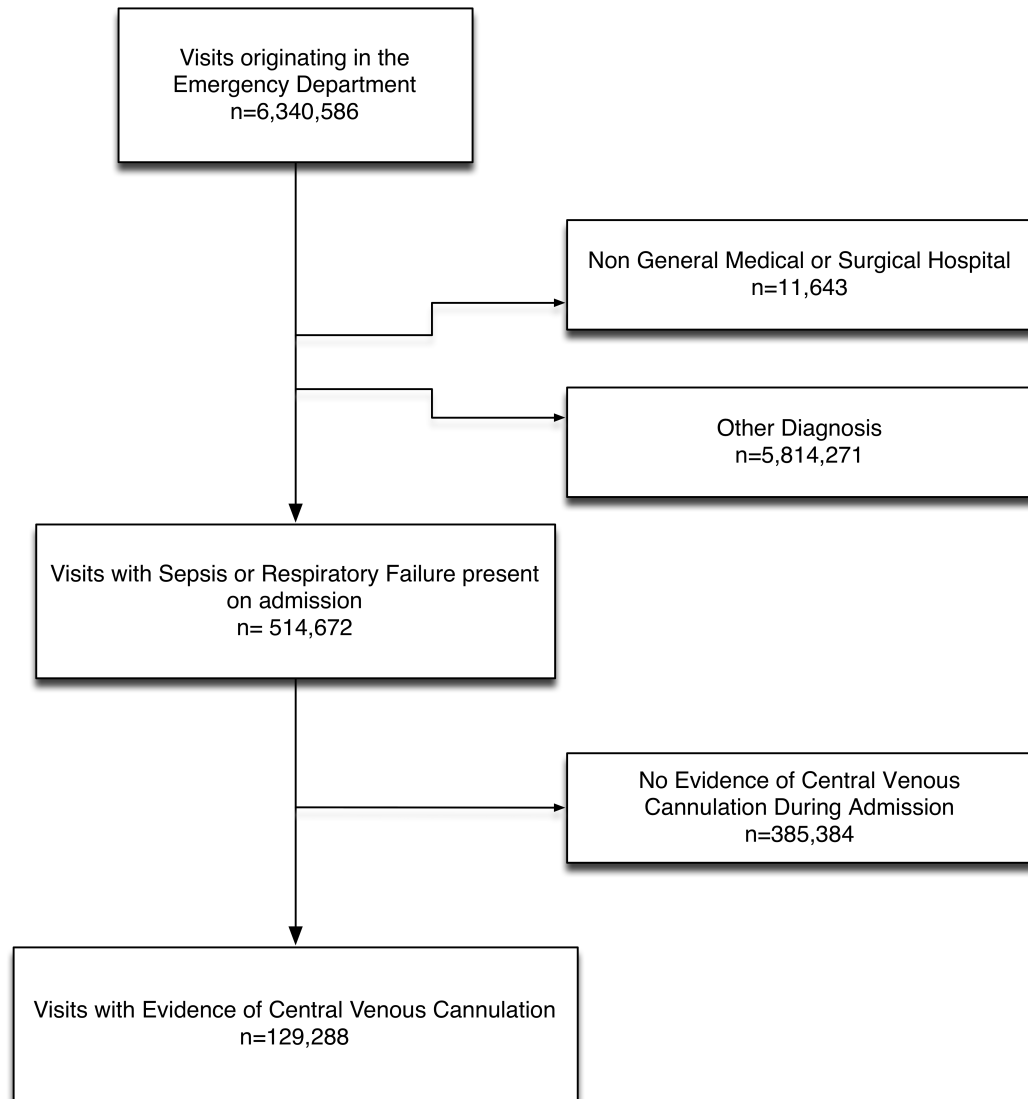 Visits originating in the
Emergency Department
n=6,340,586
Non General Medical or Surgical Hospital
n=11,643
Other Diagnosis
n=5,814,271
Visits with Sepsis or Respiratory Failure present
on admission
n= 514,672
No Evidence of Central Venous
Cannulation During Admission
n=385,384
Visits with Evidence of Central Venous Cannulation
n=129,288